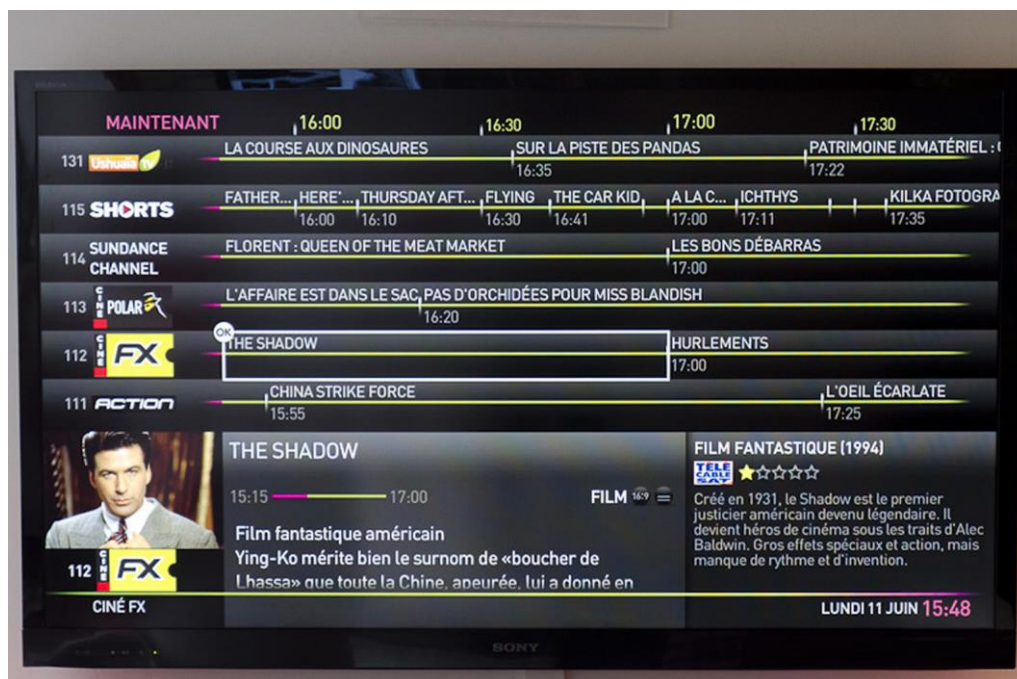 MAINTENANT 16:00 16:30 17:00 17:30
131 Ushuaïa TV LA COURSE AUX DINOSAURES SUR LA PISTE DES PANDAS PATRIMOINE IMMATÉRIEL :
16:35 17:22
115 SHORTS FATHER... HERE'... THURSDAY AFT... FLYING THE CAR KID A LA C... ICHTHYS KILKA FOTOGRA
16:00 16:10 16:30 16:41 17:00 17:11 17:35
114 SUNDANCE CHANNEL FLORENT : QUEEN OF THE MEAT MARKET LES BONS DÉBARRAS
17:00
113 CINE POLAR L'AFFAIRE EST DANS LE SAC PAS D'ORCHIDÉES POUR MISS BLANDISH
16:20
OK
112 CINE FX THE SHADOW HURLEMENTS
17:00
111 ACTION CHINA STRIKE FORCE L'OEIL ÉCARLATE
15:55 17:25
THE SHADOW
15:15 17:00 FILM 16:9
Film fantastique américain
Ying-Ko mérite bien le surnom de «boucher de
Lhassa» que toute la Chine, apeurée, lui a donné en
FILM FANTASTIQUE (1994)
TELE CABLE SAT
Créé en 1931, le Shadow est le premier
justicier américain devenu légendaire. Il
devient héros de cinéma sous les traits d'Alec
Baldwin. Gros effets spéciaux et action, mais
manque de rythme et d'invention.
112 CINE FX
CINÉ FX
LUNDI 11 JUIN 15:48
SONY